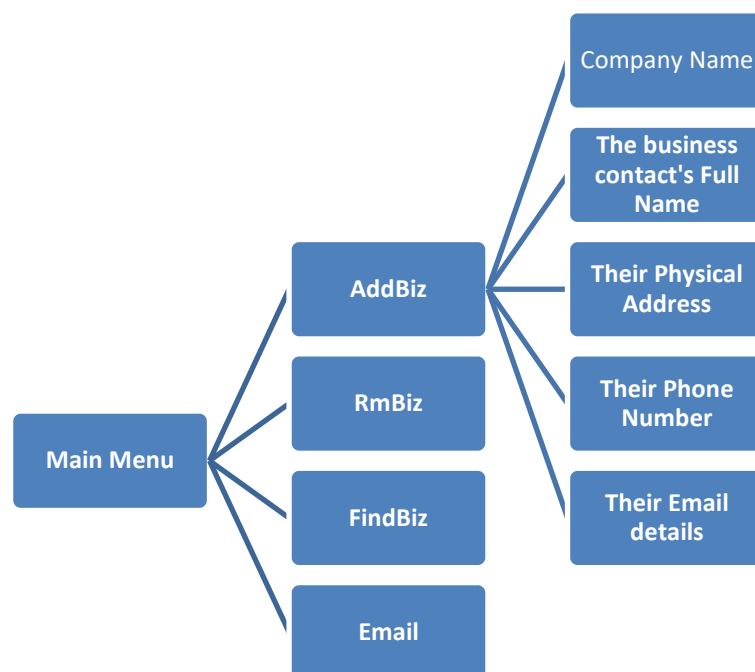 Main Menu
AddBiz
RmBiz
FindBiz
Email
Company Name
The business
contact's Full
Name
Their Physical
Address
Their Phone
Number
Their Email
details